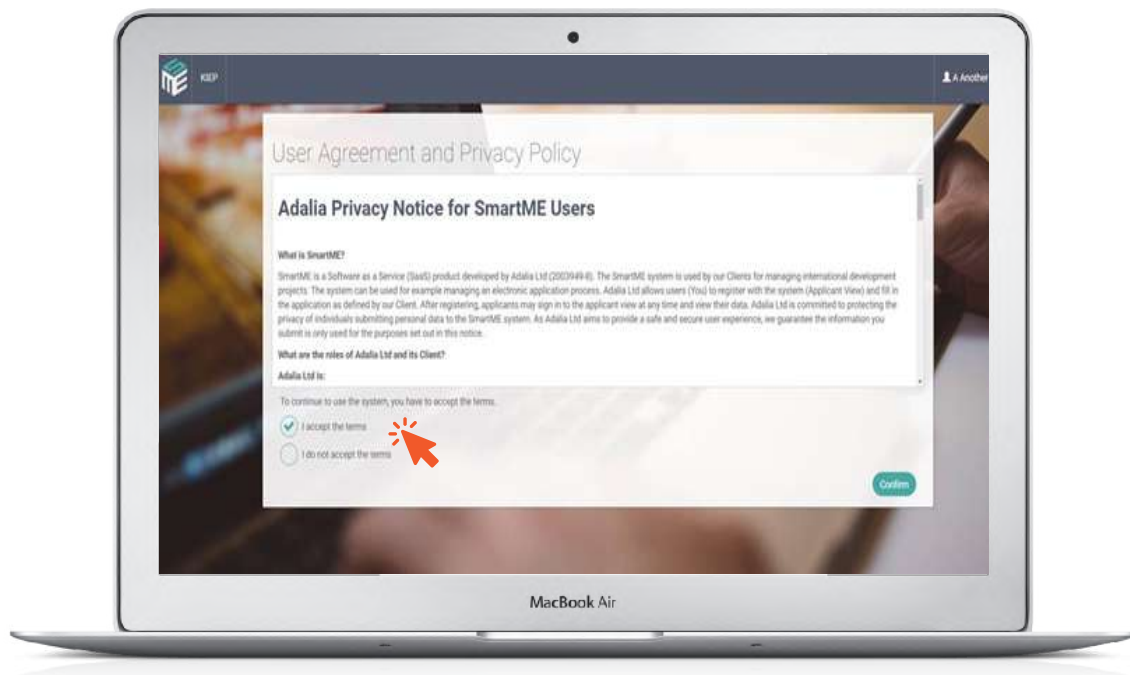 SME
KIEP
A Another
User Agreement and Privacy Policy
Adalia Privacy Notice for SmartME Users
What is SmartME?
SmartME is a Software as a Service (SaaS) product developed by Adalia Ltd (2003949-8). The SmartME system is used by our Clients for managing international development
projects. The system can be used for example managing an electronic application process. Adalia Ltd allows users (You) to register with the system (Applicant View) and fill in
the application as defined by our Client. After registering, applicants may sign in to the applicant view at any time and view their data. Adalia Ltd is committed to protecting the
privacy of individuals submitting personal data to the SmartME system. As Adalia Ltd aims to provide a safe and secure user experience, we guarantee the information you
submit is only used for the purposes set out in this notice.
What are the roles of Adalia Ltd and its Client?
Adalia Ltd is:
To continue to use the system, you have to accept the terms.
I accept the terms
I do not accept the terms
Confirm
MacBook Air